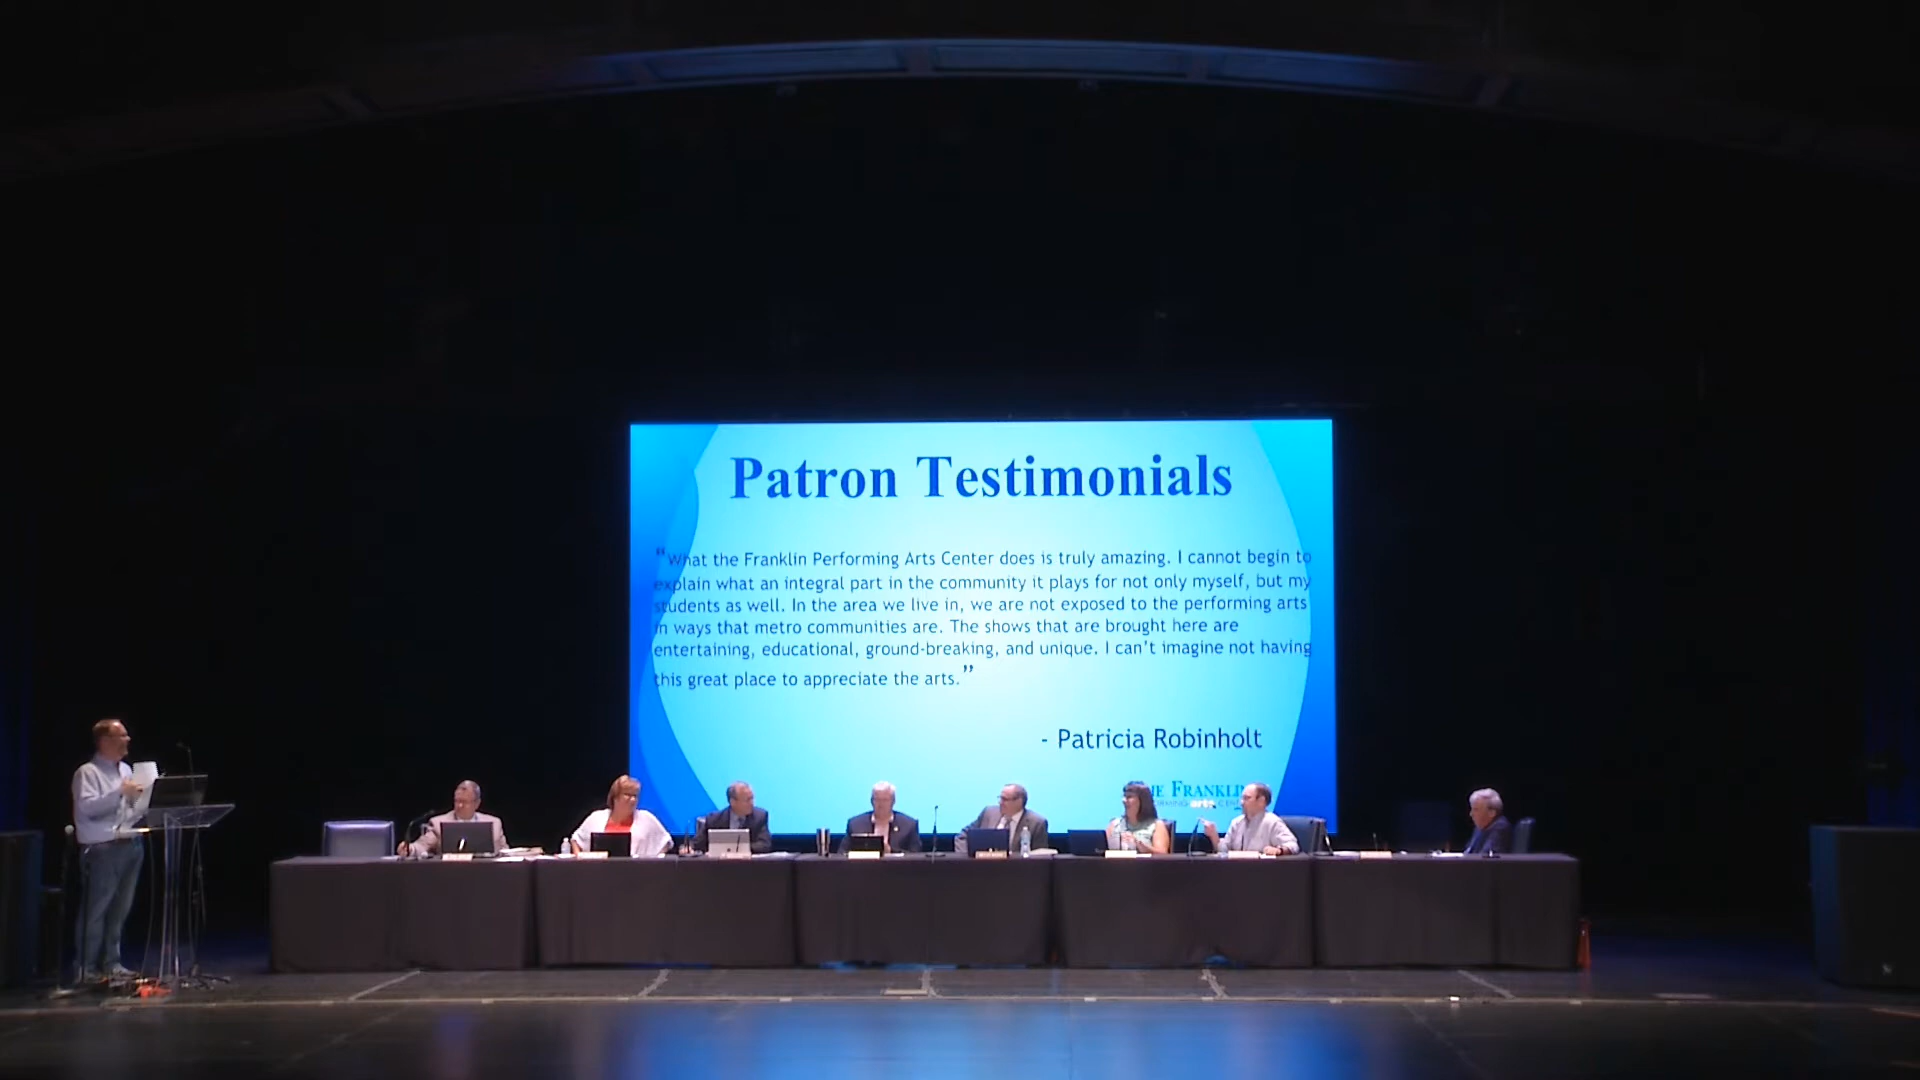 Patron Testimonials
"What the Franklin Performing Arts Center does is truly amazing. I cannot begin to
explain what an integral part in the community it plays for not only myself, but my
students as well. In the area we live in, we are not exposed to the performing arts
in ways that metro communities are. The shows that are brought here are
entertaining, educational, ground-breaking, and unique. I can't imagine not having
this great place to appreciate the arts."
- Patricia Robinholt
Franklin
arts